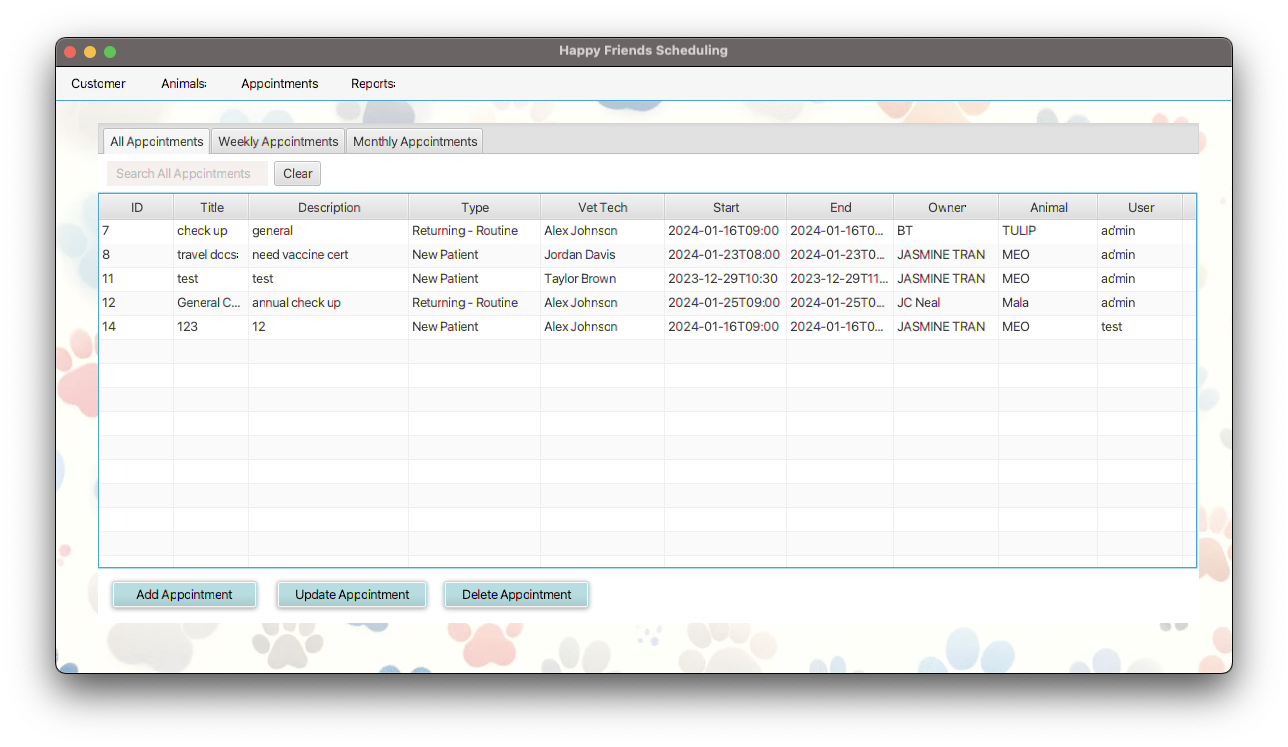 Happy Friends Scheduling
Customer Animals Appointments Reports
All Appointments Weekly Appointments Monthly Appointments
Search All Appointments Clear
ID Title Description Type Vet Tech Start End Owner Animal User
7 check up general Returning - Routine Alex Johnson 2024-01-16T09:00 2024-01-16T0... BT TULIP admin
8 travel docs need vaccine cert New Patient Jordan Davis 2024-01-23T08:00 2024-01-23T0... JASMINE TRAN MEO admin
11 test test New Patient Taylor Brown 2023-12-29T10:30 2023-12-29T11... JASMINE TRAN MEO admin
12 General C... annual check up Returning - Routine Alex Johnson 2024-01-25T09:00 2024-01-25T0... JC Neal Mala admin
14 123 12 New Patient Alex Johnson 2024-01-16T09:00 2024-01-16T0... JASMINE TRAN MEO test
Add Appointment Update Appointment Delete Appointment